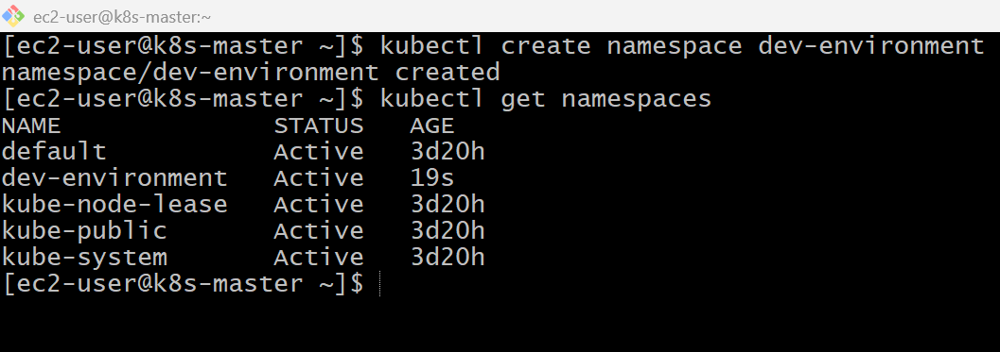 ec2-user@k8s-master:~
[ec2-user@k8s-master ~]$ kubectl create namespace dev-environment
namespace/dev-environment created
[ec2-user@k8s-master ~]$ kubectl get namespaces
NAME              STATUS   AGE
default           Active   3d20h
dev-environment   Active   19s
kube-node-lease   Active   3d20h
kube-public       Active   3d20h
kube-system       Active   3d20h
[ec2-user@k8s-master ~]$